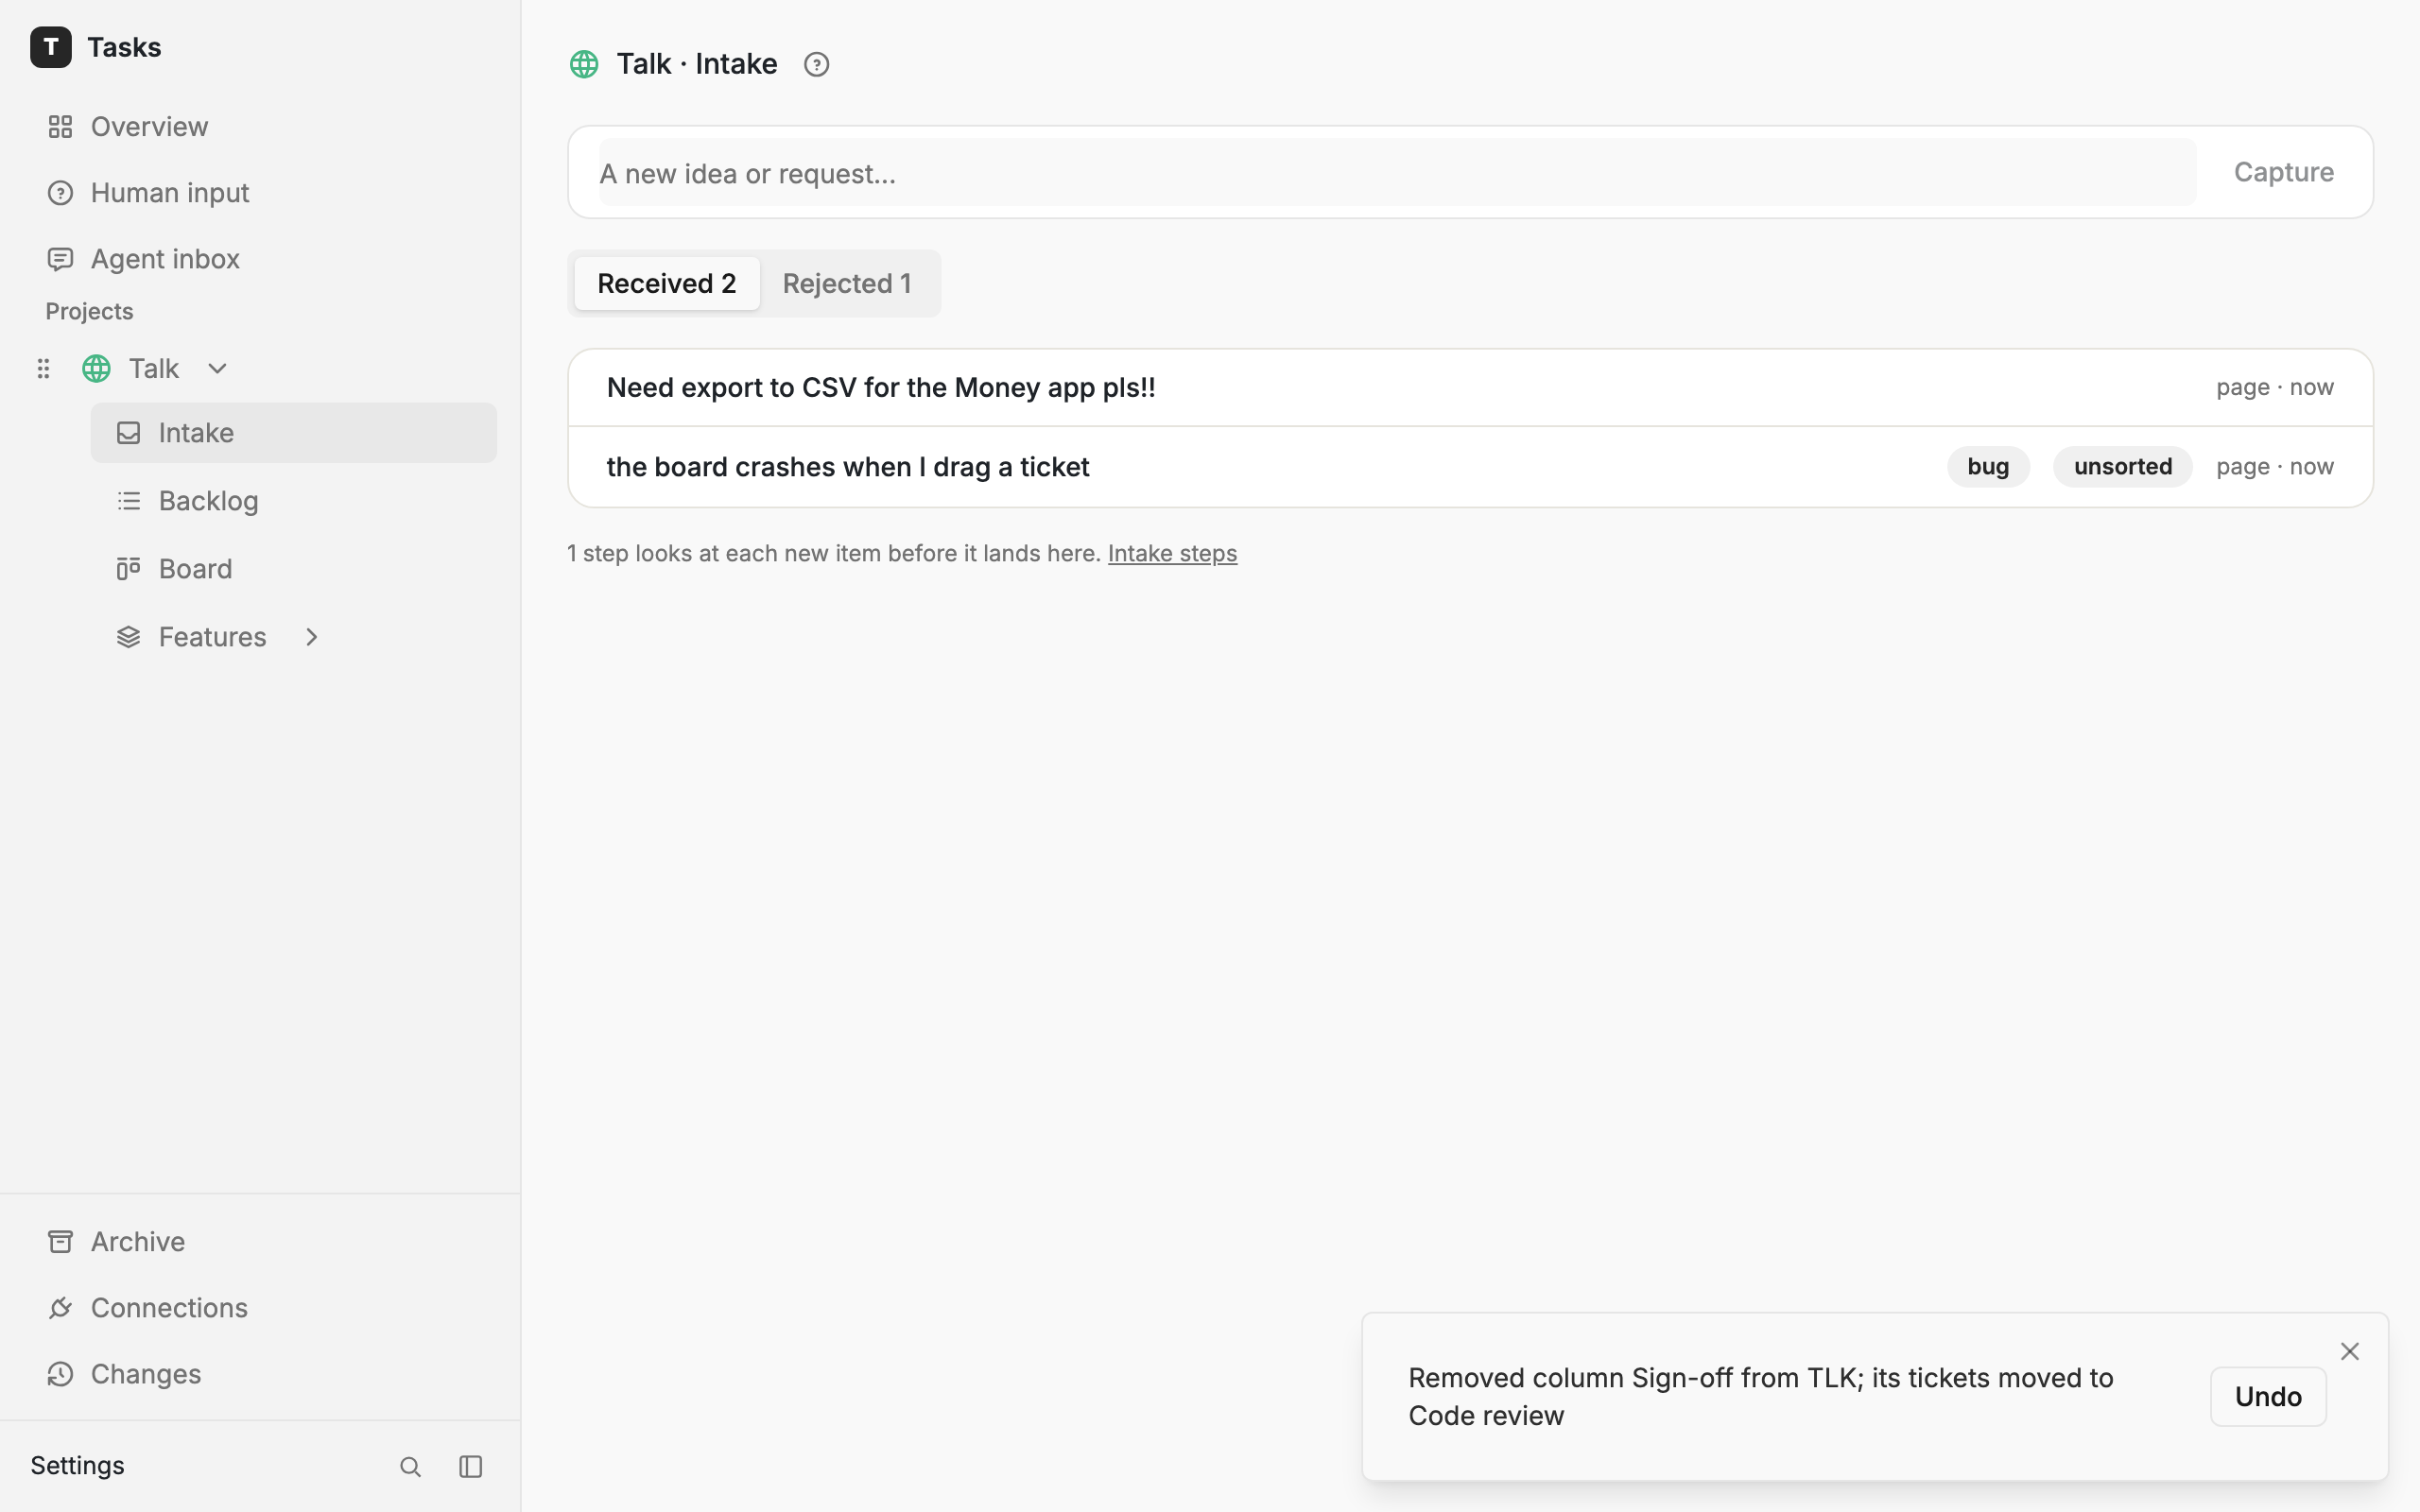 T Tasks
Overview
Human input
Agent inbox
Projects
Talk
Intake
Backlog
Board
Features
Archive
Connections
Changes
Settings
Talk · Intake
A new idea or request...
Capture
Received 2 Rejected 1
Need export to CSV for the Money app pls!! page · now
the board crashes when I drag a ticket bug unsorted page · now
1 step looks at each new item before it lands here. Intake steps
Removed column Sign-off from TLK; its tickets moved to
Code review
Undo